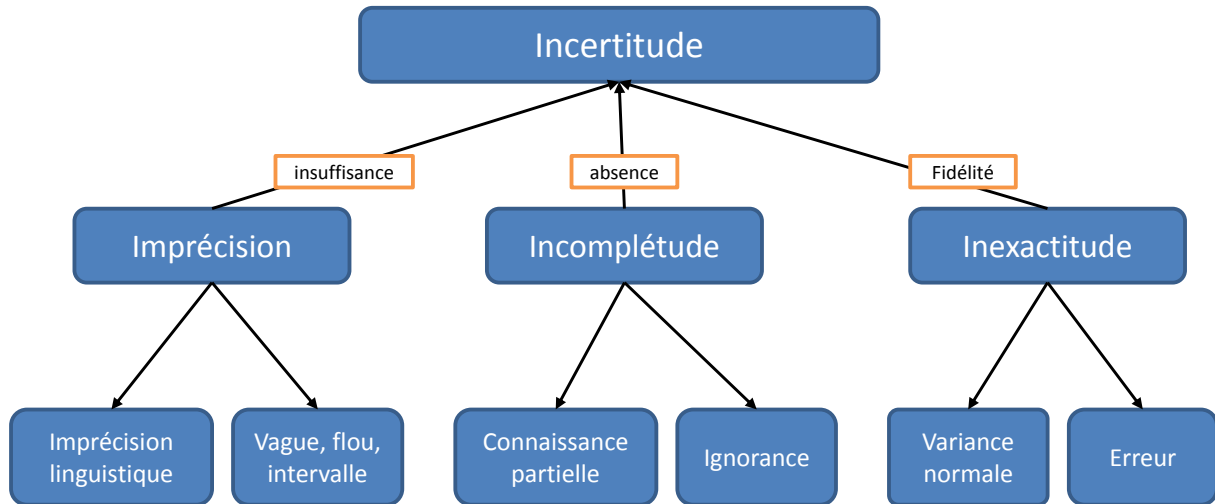 Incertitude
insuffisance
absence
Fidélité
Imprécision
Incomplétude
Inexactitude
Imprécision
linguistique
Vague, flou,
intervalle
Connaissance
partielle
Ignorance
Variance
normale
Erreur